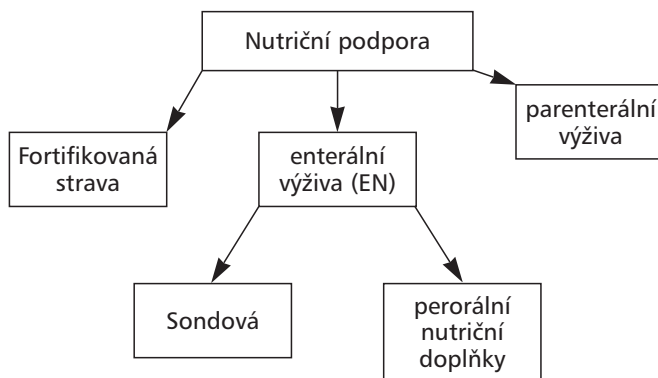 Nutriční podpora
Fortifikovaná
strava
enterální
výživa (EN)
parenterální
výživa
Sondová
perorální
nutriční
doplňky